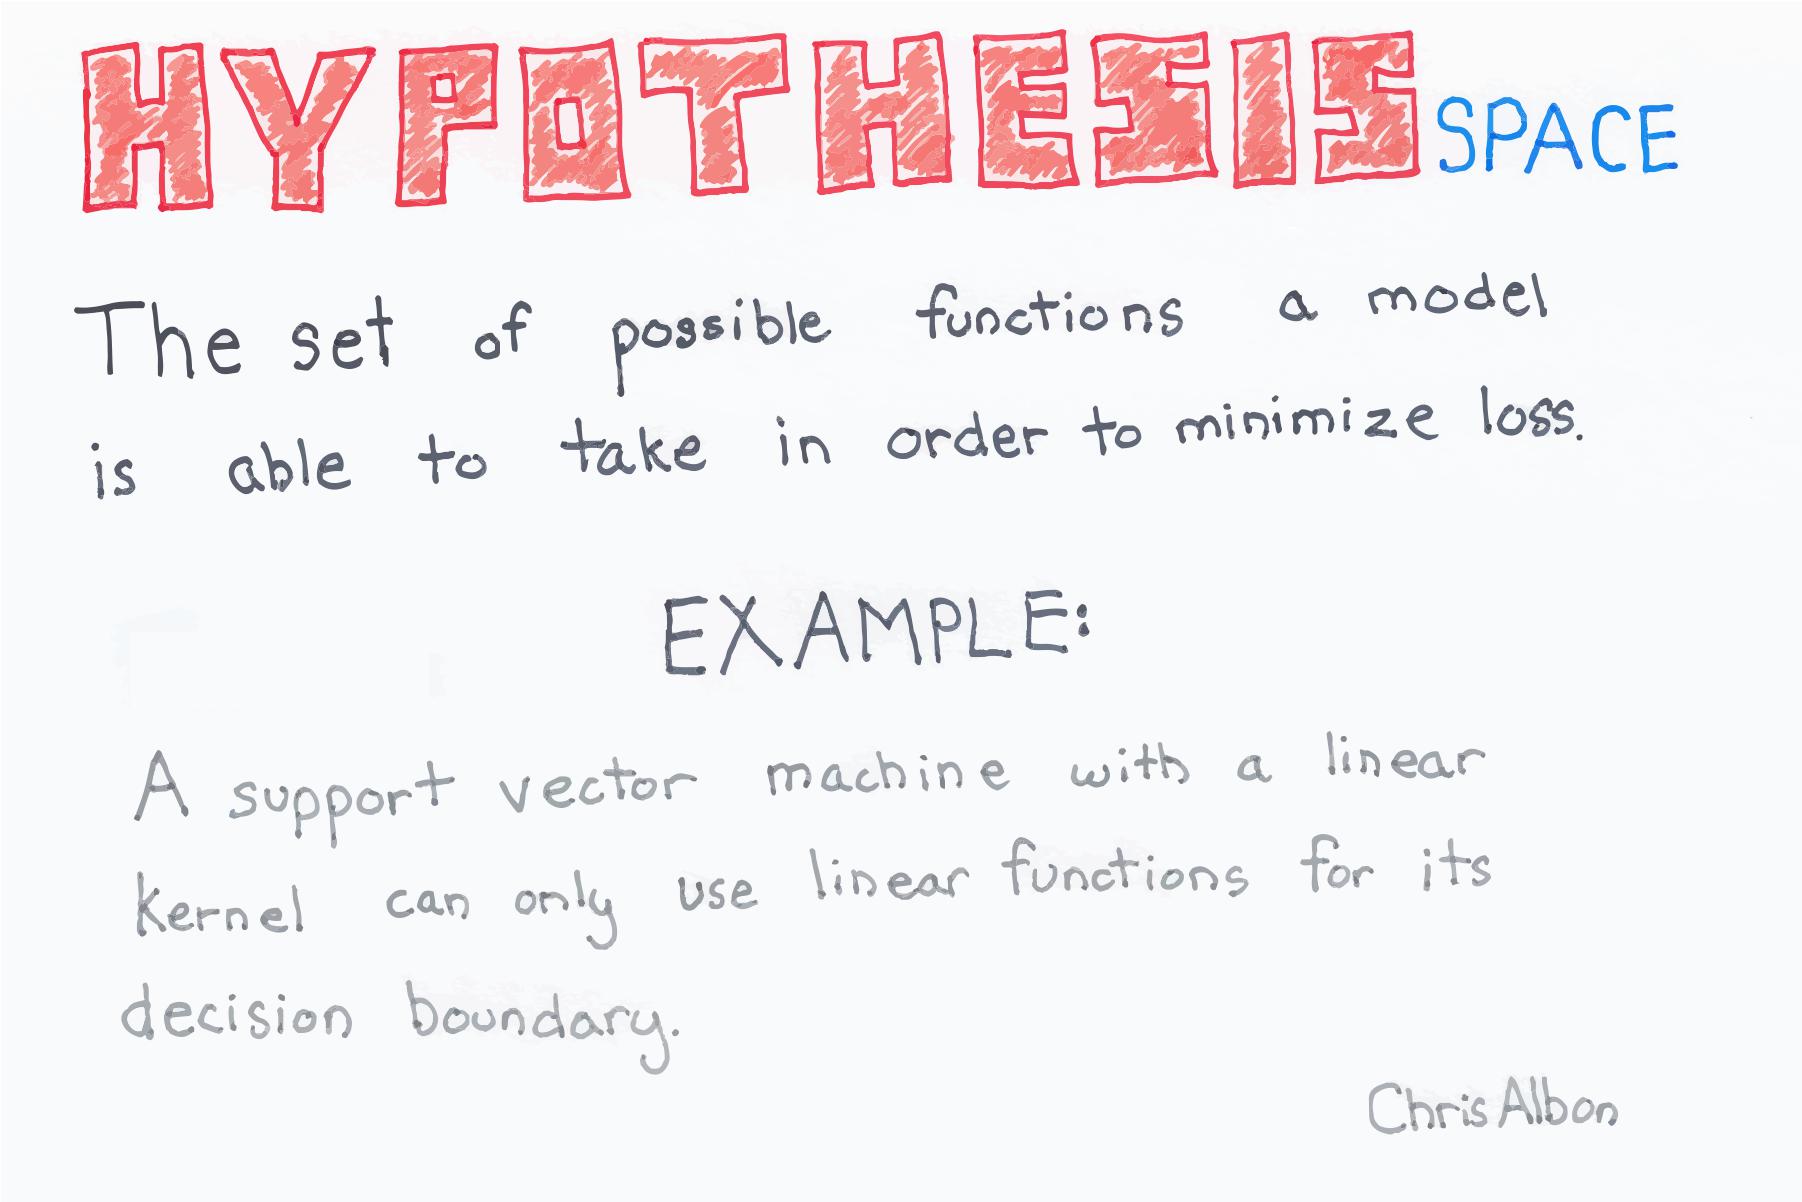 HYPOTHESIS SPACE
The set of possible functions a model
is able to take in order to minimize loss.
EXAMPLE:
A support vector machine with a linear
kernel can only use linear functions for its
decision boundary.
Chris Albon